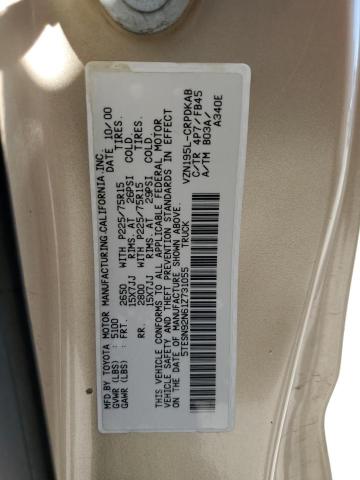 MFD.BY TOYOTA MOTOR MANUFACTURING CALIFORNIA,INC. 10/00
GVWR (LBS) : 5100
GAWR (LBS) : FRT. 2650 WITH P225/75R15 TIRES.
15X7JJ RIMS. AT 26PSI COLD.
RR. 2800 WITH P225/75R15 TIRES.
15X7JJ RIMS. AT 29PSI COLD.
THIS VEHICLE CONFORMS TO ALL APPLICABLE FEDERAL MOTOR
VEHICLE SAFETY AND THEFT PREVENTION STANDARDS IN EFFECT
ON THE DATE OF MANUFACTURE SHOWN ABOVE.
5TESN92N61Z731055 TRUCK
VZN195L-CRPDKAB
C/TR 4P7/FB45
A/TM B03A/
A340E